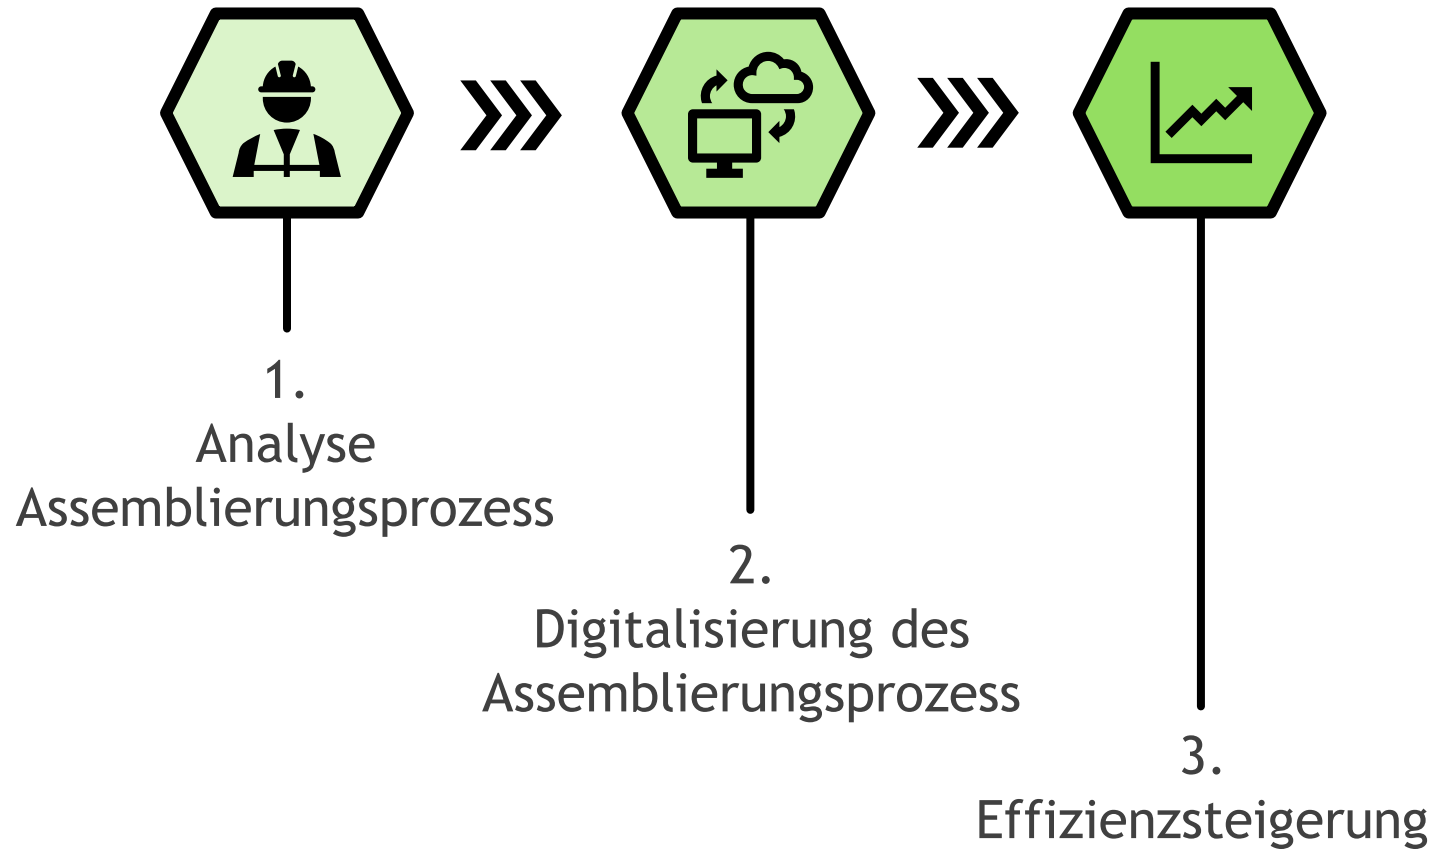 1.
Analyse
Assemblierungsprozess
2.
Digitalisierung des
Assemblierungsprozess
3.
Effizienzsteigerung